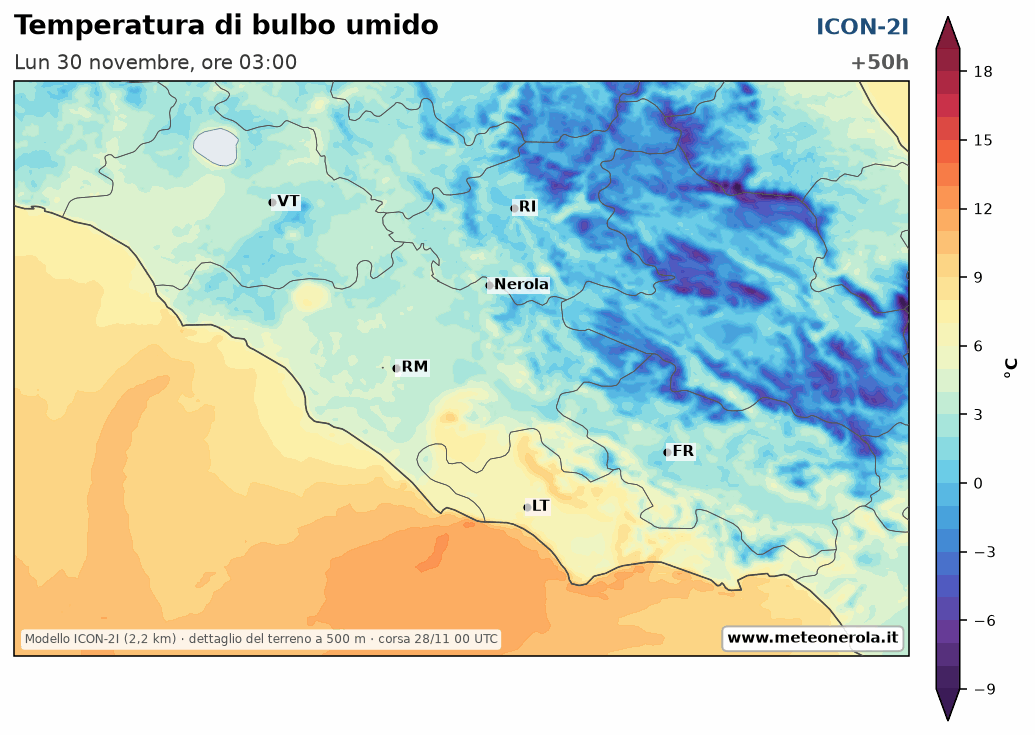 Temperatura di bulbo umido
ICON-2I
Lun 30 novembre, ore 03:00
+50h
18
15
12
9
6
3
0
−3
−6
−9
°C
VT
RI
Nerola
RM
FR
LT
Modello ICON-2I (2,2 km) · dettaglio del terreno a 500 m · corsa 28/11 00 UTC
www.meteonerola.it